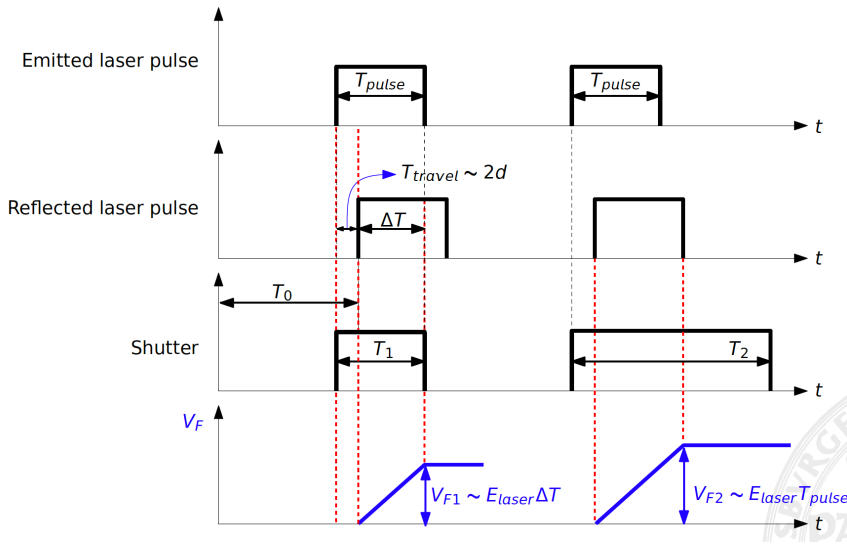 Emitted laser pulse
T_pulse
T_pulse
t
T_travel ~ 2d
Reflected laser pulse
ΔT
t
T_0
Shutter
T_1
T_2
t
V_F
V_F1 ~ E_laser ΔT
V_F2 ~ E_laser T_pulse
t